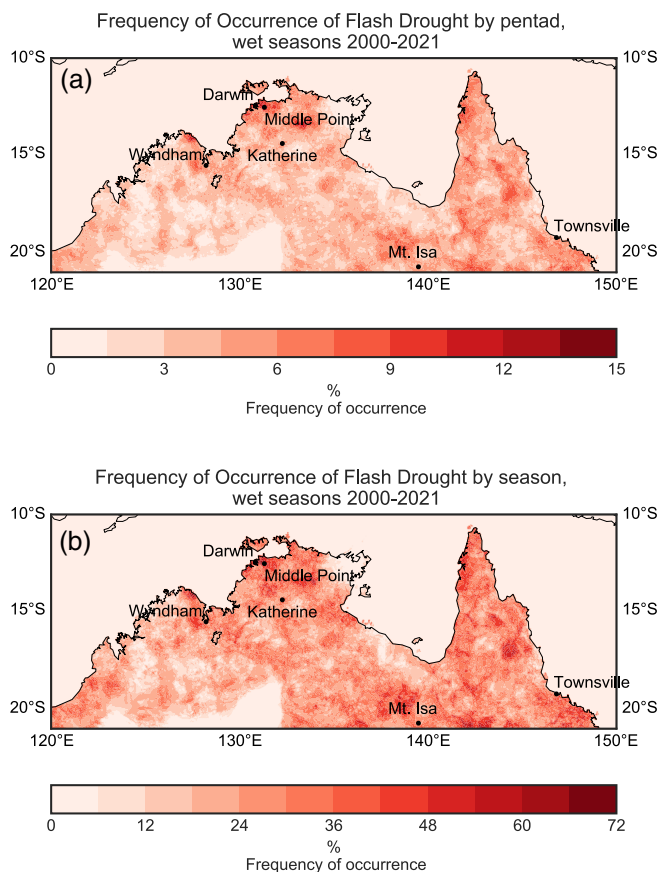 Frequency of Occurrence of Flash Drought by pentad,
wet seasons 2000-2021
10°S
10°S
(a)
Darwin
Middle Point
15°S
Wyndham
Katherine
15°S
Townsville
20°S
Mt. Isa
20°S
120°E 130°E 140°E 150°E
0 3 6 9 12 15
%
Frequency of occurrence
Frequency of Occurrence of Flash Drought by season,
wet seasons 2000-2021
10°S
10°S
(b)
Darwin
Middle Point
15°S
Wyndham
Katherine
15°S
Townsville
20°S
Mt. Isa
20°S
120°E 130°E 140°E 150°E
0 12 24 36 48 60 72
%
Frequency of occurrence